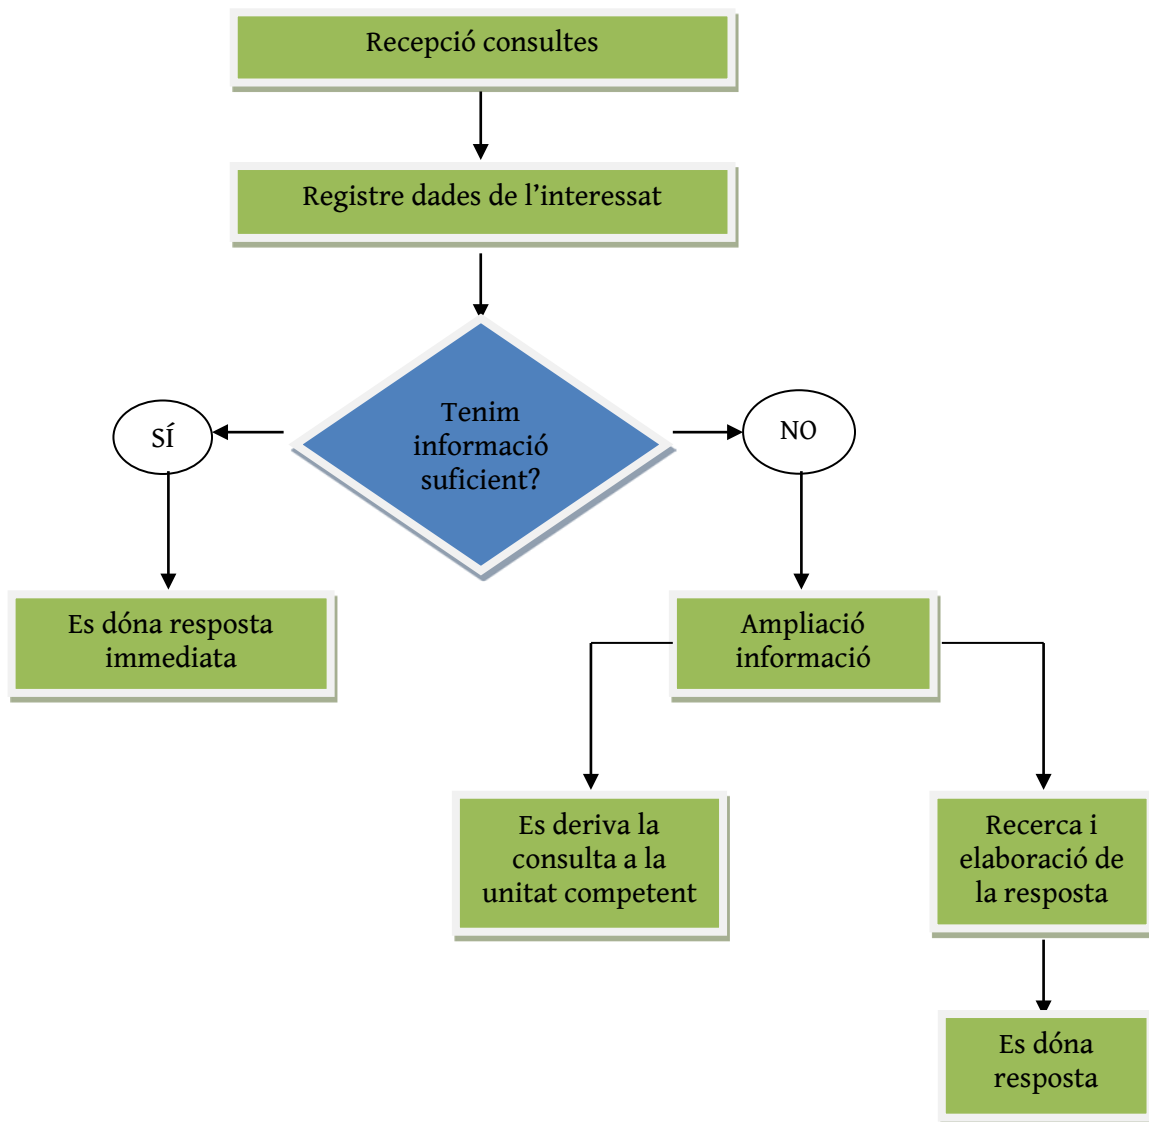 Recepció consultes
Registre dades de l’interessat
Tenim
informació
suficient?
SÍ
NO
Es dóna resposta
immediata
Ampliació
informació
Es deriva la
consulta a la
unitat competent
Recerca i
elaboració de
la resposta
Es dóna
resposta